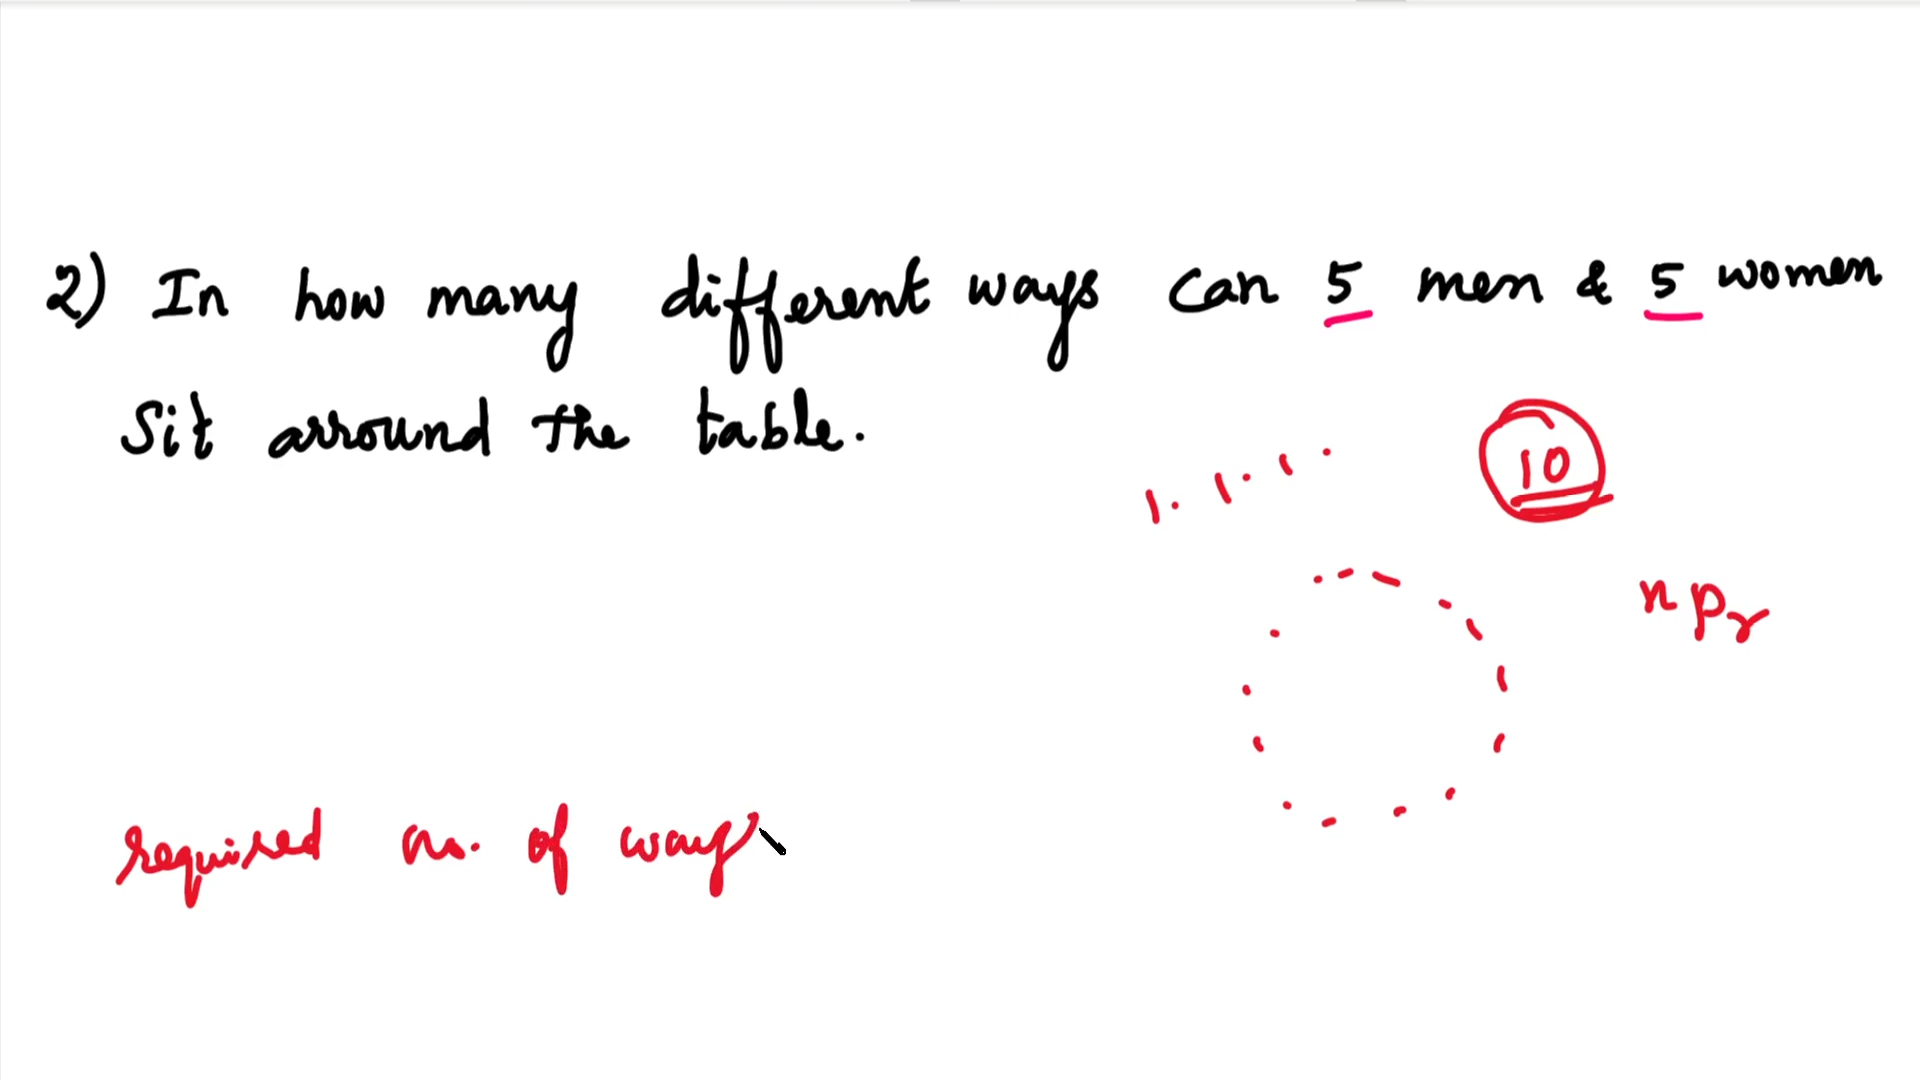 2) In how many different ways can 5 men & 5 women
Sit arround the table.
10
nPr
required no. of ways